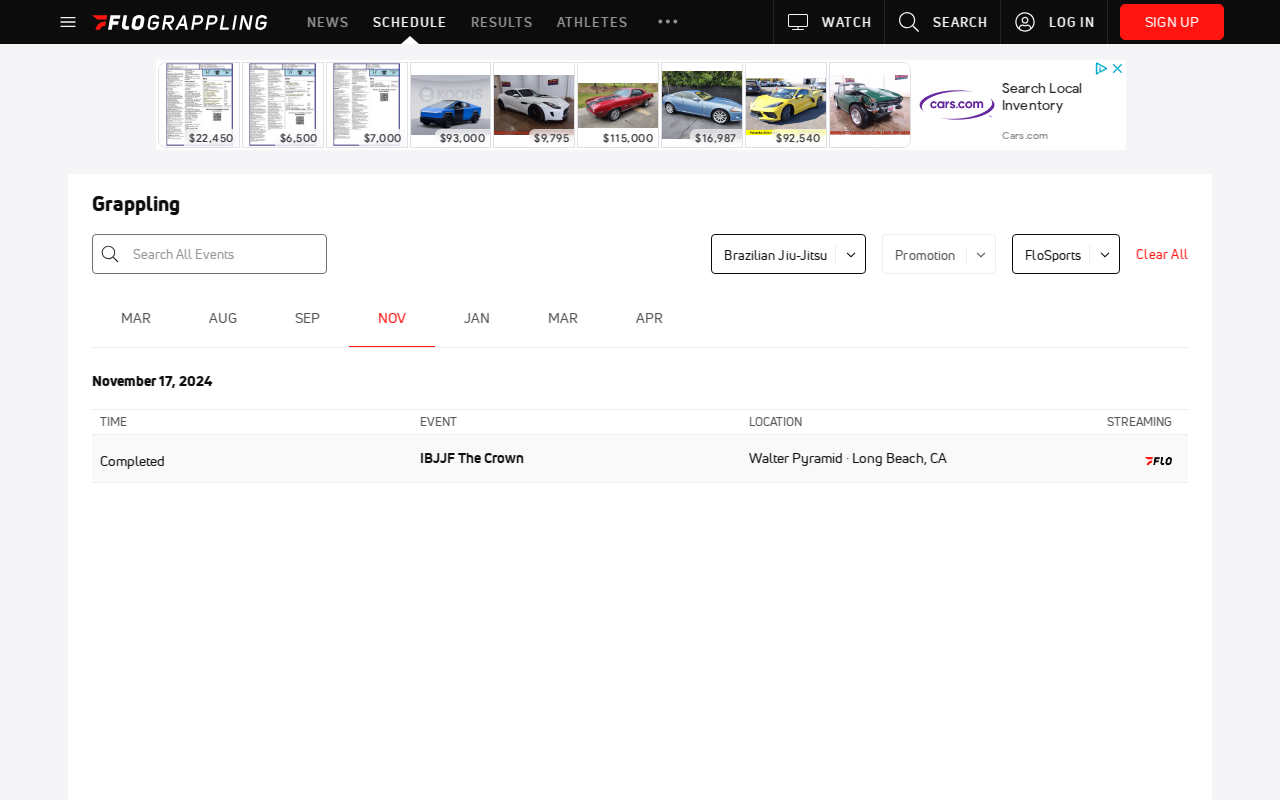 FLOGRAPPLING NEWS SCHEDULE RESULTS ATHLETES WATCH SEARCH LOG IN SIGN UP
$22,450 $6,500 $7,000 $93,000 $9,795 $115,000 $16,987 $92,540
cars.com
Search Local
Inventory
Cars.com
Grappling
Search All Events Brazilian Jiu-Jitsu Promotion FloSports Clear All
MAR AUG SEP NOV JAN MAR APR
November 17, 2024
TIME EVENT LOCATION STREAMING
Completed IBJJF The Crown Walter Pyramid · Long Beach, CA FLO